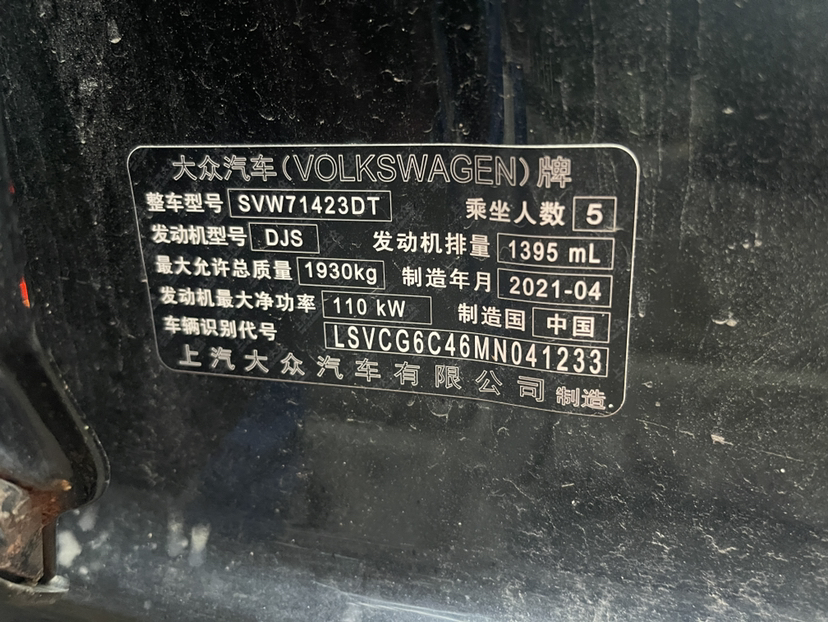 大众汽车(VOLKSWAGEN)牌
整车型号 SVW71423DT 乘坐人数 5
发动机型号 DJS 发动机排量 1395 mL
最大允许总质量 1930kg 制造年月 2021-04
发动机最大净功率 110 kW 制造国 中国
车辆识别代号 LSVCG6C46MN041233
上汽大众汽车有限公司 制造